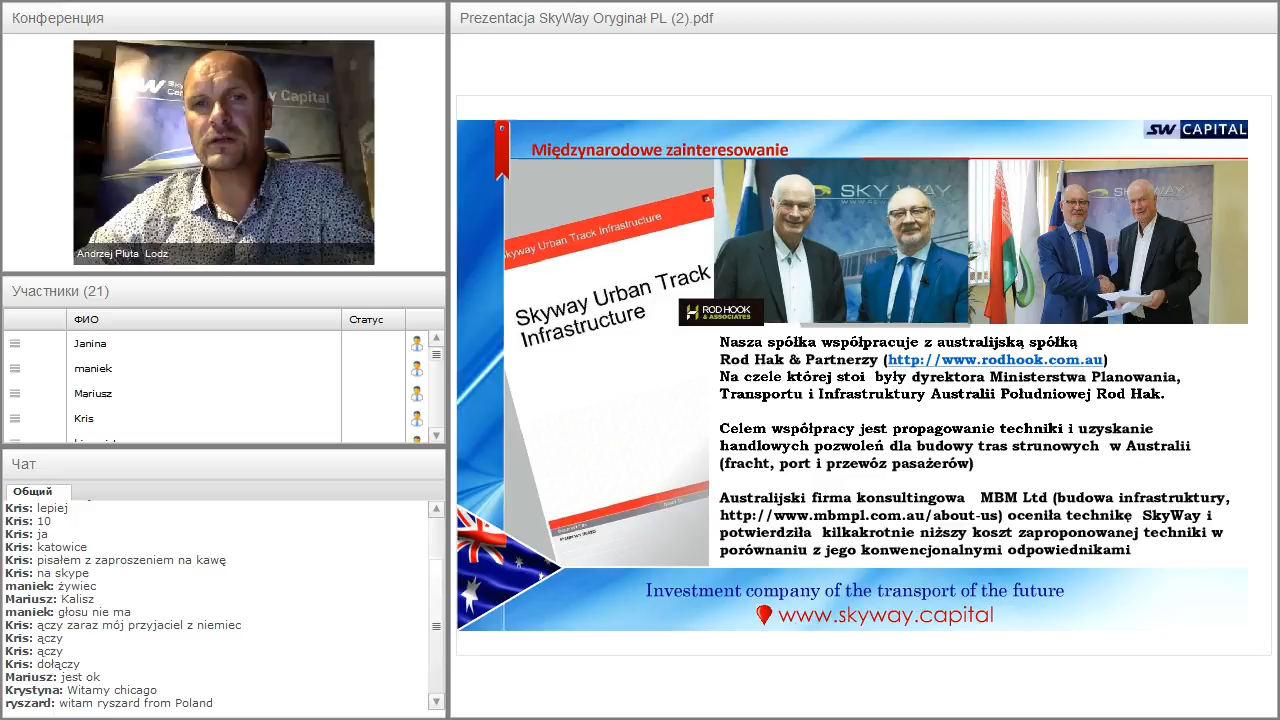 Конференция
Andrzej Pluta Lodz
Участники (21)
ФИО
Статус
Janina
maniek
Mariusz
Kris
Чат
Общий
Kris: lepiej
Kris: 10
Kris: ja
Kris: katowice
Kris: pisałem z zaproszeniem na kawę
Kris: na skype
maniek: żywiec
Mariusz: Kalisz
maniek: głosu nie ma
Kris: ączy zaraz mój przyjaciel z niemiec
Kris: ączy
Kris: ączy
Kris: dołączy
Mariusz: jest ok
Krystyna: Witamy chicago
ryszard: witam ryszard from Poland
Prezentacja SkyWay Oryginał PL (2).pdf
SW CAPITAL
Międzynarodowe zainteresowanie
Skyway Urban Track Infrastructure
Skyway Urban Track
Infrastructure
SKY WAY
ROD HOOK
& ASSOCIATES
Nasza spółka współpracuje z australijską spółką
Rod Hak & Partnerzy (http://www.rodhook.com.au)
Na czele której stoi były dyrektora Ministerstwa Planowania,
Transportu i Infrastruktury Australii Południowej Rod Hak.
Celem współpracy jest propagowanie techniki i uzyskanie
handlowych pozwoleń dla budowy tras strunowych w Australii
(fracht, port i przewóz pasażerów)
Australijski firma konsultingowa MBM Ltd (budowa infrastruktury,
http://www.mbmpl.com.au/about-us) oceniła technikę SkyWay i
potwierdziła kilkakrotnie niższy koszt zaproponowanej techniki w
porównaniu z jego konwencjonalnymi odpowiednikami
Investment company of the transport of the future
www.skyway.capital